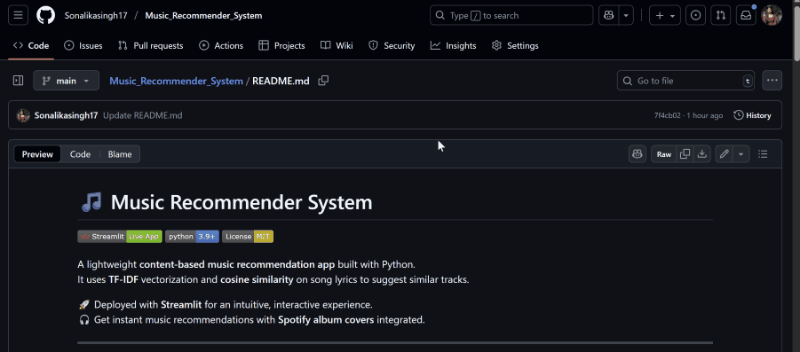 Sonalikasingh17 / Music_Recommender_System
Type / to search
Code Issues Pull requests Actions Projects Wiki Security Insights Settings
main Music_Recommender_System / README.md Go to file t
Sonalikasingh17 Update README.md 7f4cb02 · 1 hour ago History
Preview Code Blame Raw
🎵 Music Recommender System
Streamlit Live App python 3.9+ License MIT
A lightweight content-based music recommendation app built with Python.
It uses TF-IDF vectorization and cosine similarity on song lyrics to suggest similar tracks.
🚀 Deployed with Streamlit for an intuitive, interactive experience.
🎧 Get instant music recommendations with Spotify album covers integrated.